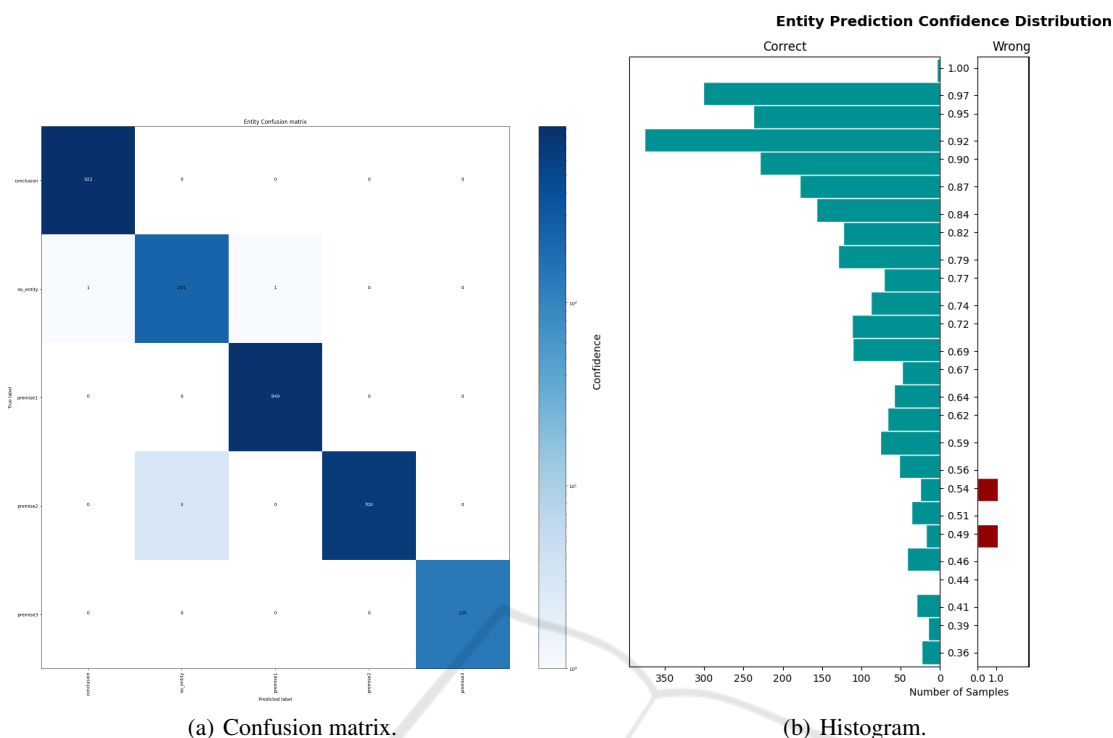 Entity Confusion matrix
conclusion 922 0 0 0 0
no_entity 1 231 1 0 0
premise1 0 0 849 0 0
premise2 0 3 0 700 0
premise3 0 0 0 0 135
True label
conclusion no_entity premise1 premise2 premise3
Predicted label
10²
10¹
10⁰
(a) Confusion matrix.
Entity Prediction Confidence Distribution
Correct Wrong
Confidence
1.00
0.97
0.95
0.92
0.90
0.87
0.84
0.82
0.79
0.77
0.74
0.72
0.69
0.67
0.64
0.62
0.59
0.56
0.54
0.51
0.49
0.46
0.44
0.41
0.39
0.36
350 300 250 200 150 100 50 0 0.0 1.0
Number of Samples
(b) Histogram.